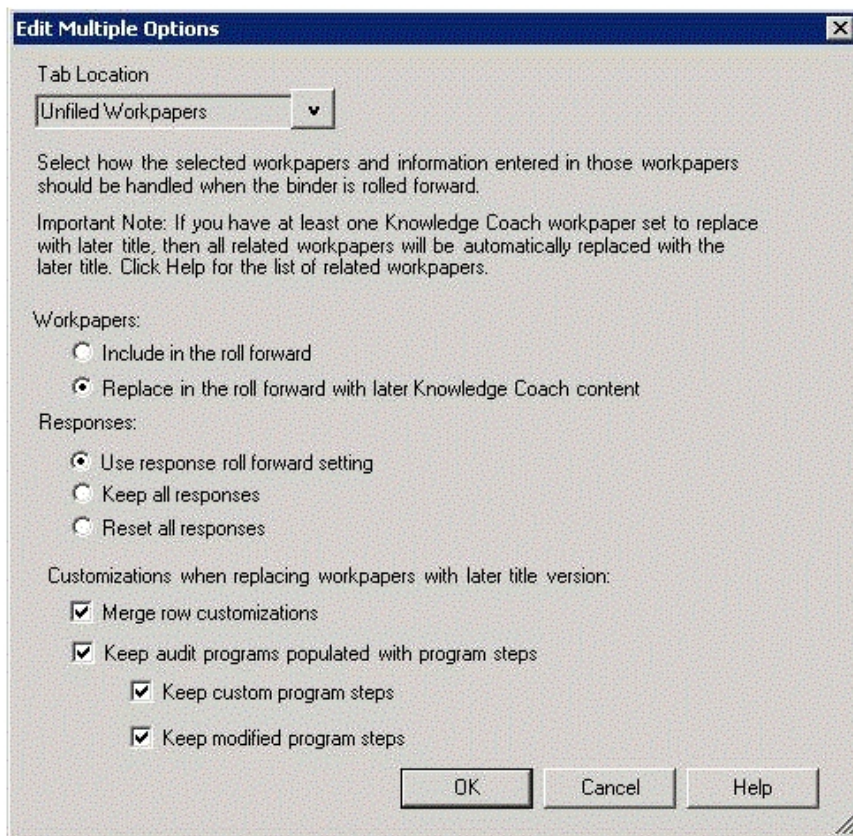 Edit Multiple Options
Tab Location
Unfiled Workpapers
Select how the selected workpapers and information entered in those workpapers
should be handled when the binder is rolled forward.
Important Note: If you have at least one Knowledge Coach workpaper set to replace
with later title, then all related workpapers will be automatically replaced with the
later title. Click Help for the list of related workpapers.
Workpapers:
Include in the roll forward
Replace in the roll forward with later Knowledge Coach content
Responses:
Use response roll forward setting
Keep all responses
Reset all responses
Customizations when replacing workpapers with later title version:
Merge row customizations
Keep audit programs populated with program steps
Keep custom program steps
Keep modified program steps
OK Cancel Help